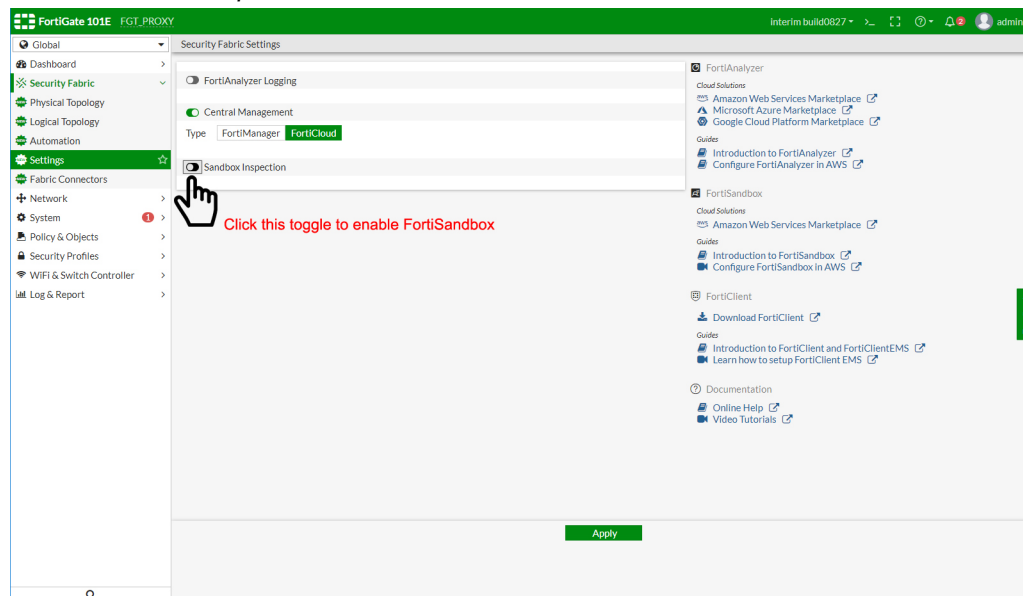 FortiGate 101E FGT_PROXY
interim build0827 >_ 2 admin
Global
Security Fabric Settings
Dashboard
Security Fabric
Physical Topology
Logical Topology
Automation
Settings
Fabric Connectors
Network
System 1
Policy & Objects
Security Profiles
WiFi & Switch Controller
Log & Report
FortiAnalyzer Logging
Central Management
Type FortiManager FortiCloud
Sandbox Inspection
Click this toggle to enable FortiSandbox
Apply
FortiAnalyzer
Cloud Solutions
Amazon Web Services Marketplace
Microsoft Azure Marketplace
Google Cloud Platform Marketplace
Guides
Introduction to FortiAnalyzer
Configure FortiAnalyzer in AWS
FortiSandbox
Cloud Solutions
Amazon Web Services Marketplace
Guides
Introduction to FortiSandbox
Configure FortiSandbox in AWS
FortiClient
Download FortiClient
Guides
Introduction to FortiClient and FortiClientEMS
Learn how to setup FortiClient EMS
Documentation
Online Help
Video Tutorials